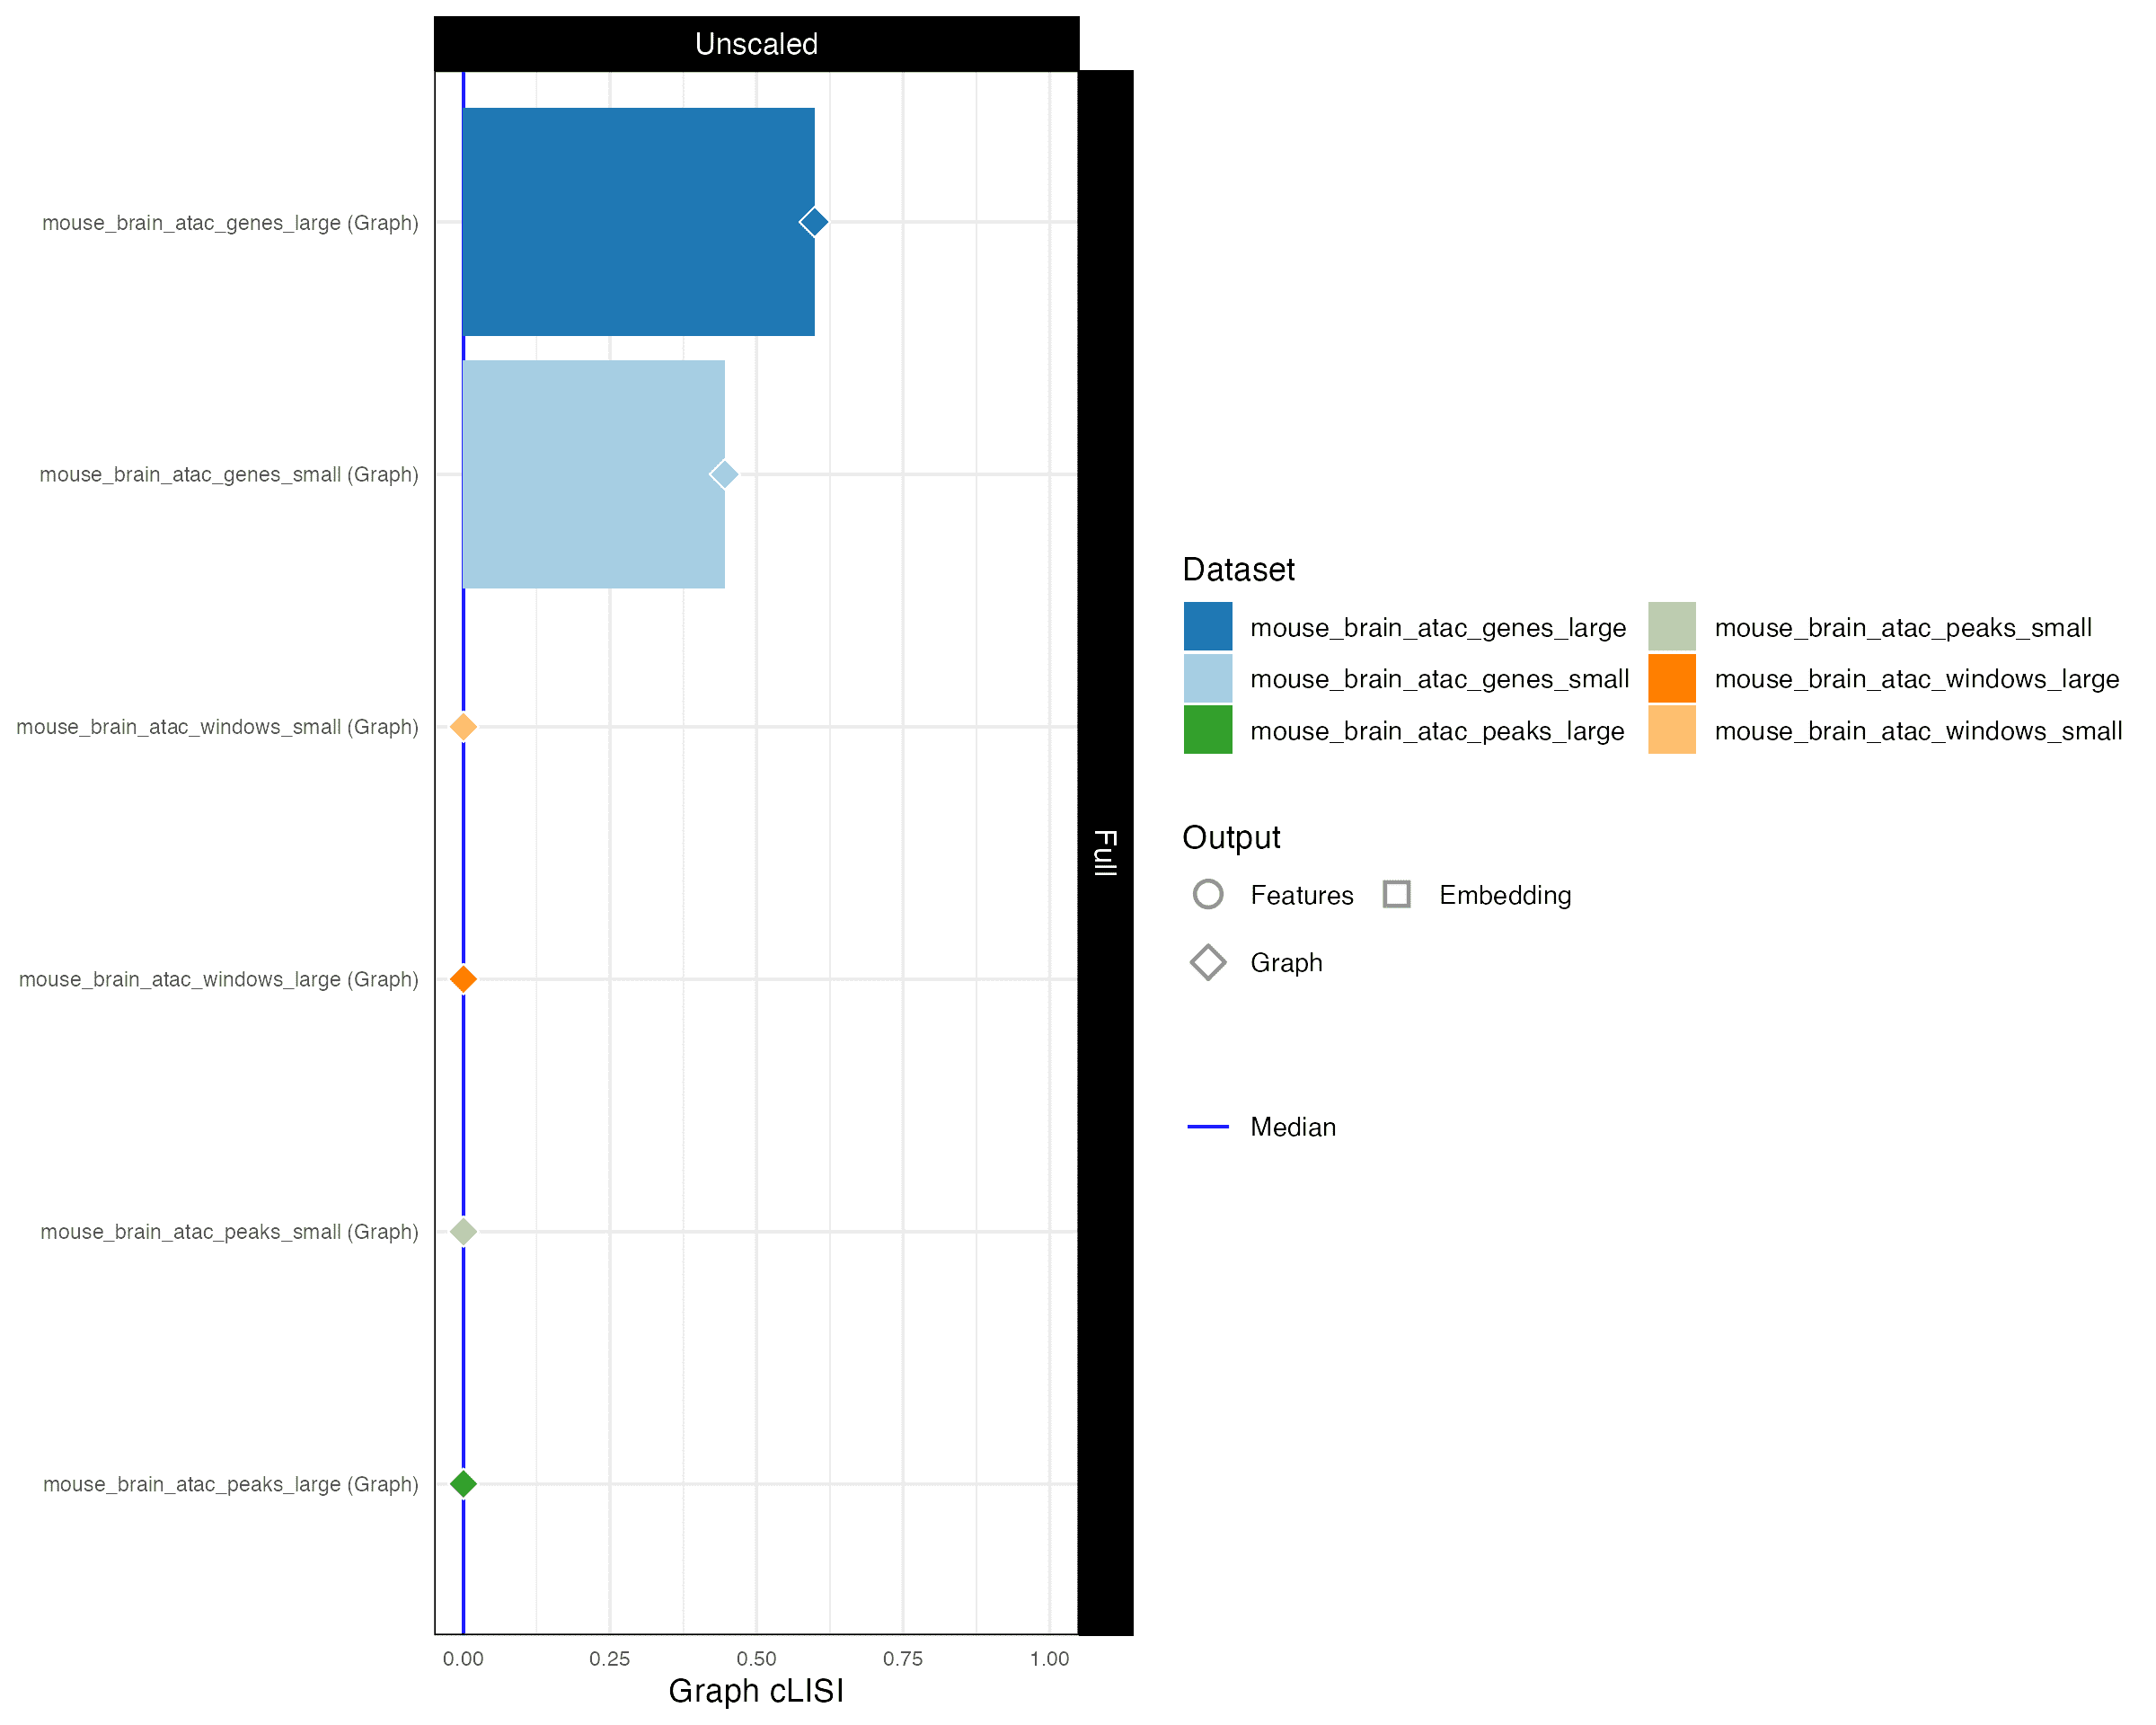 Unscaled
mouse_brain_atac_genes_large (Graph)
mouse_brain_atac_genes_small (Graph)
mouse_brain_atac_windows_small (Graph)
mouse_brain_atac_windows_large (Graph)
mouse_brain_atac_peaks_small (Graph)
mouse_brain_atac_peaks_large (Graph)
0.00 0.25 0.50 0.75 1.00
Graph cLISI
Full
Dataset
mouse_brain_atac_genes_large mouse_brain_atac_peaks_small
mouse_brain_atac_genes_small mouse_brain_atac_windows_large
mouse_brain_atac_peaks_large mouse_brain_atac_windows_small
Output
Features Embedding
Graph
Median